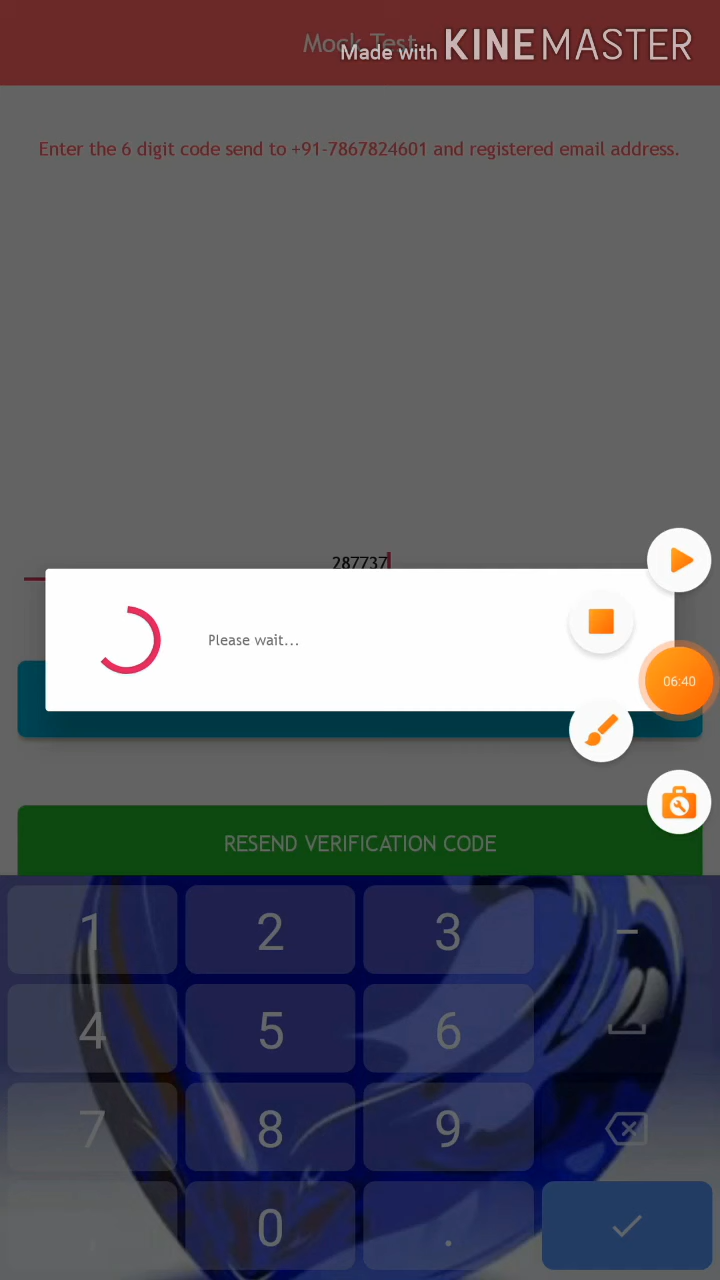 Mock Test
Made with KINEMASTER
Enter the 6 digit code send to +91-7867824601 and registered email address.
287737
Please wait...
06:40
RESEND VERIFICATION CODE
1 2 3 –
4 5 6
7 8 9
, 0 .